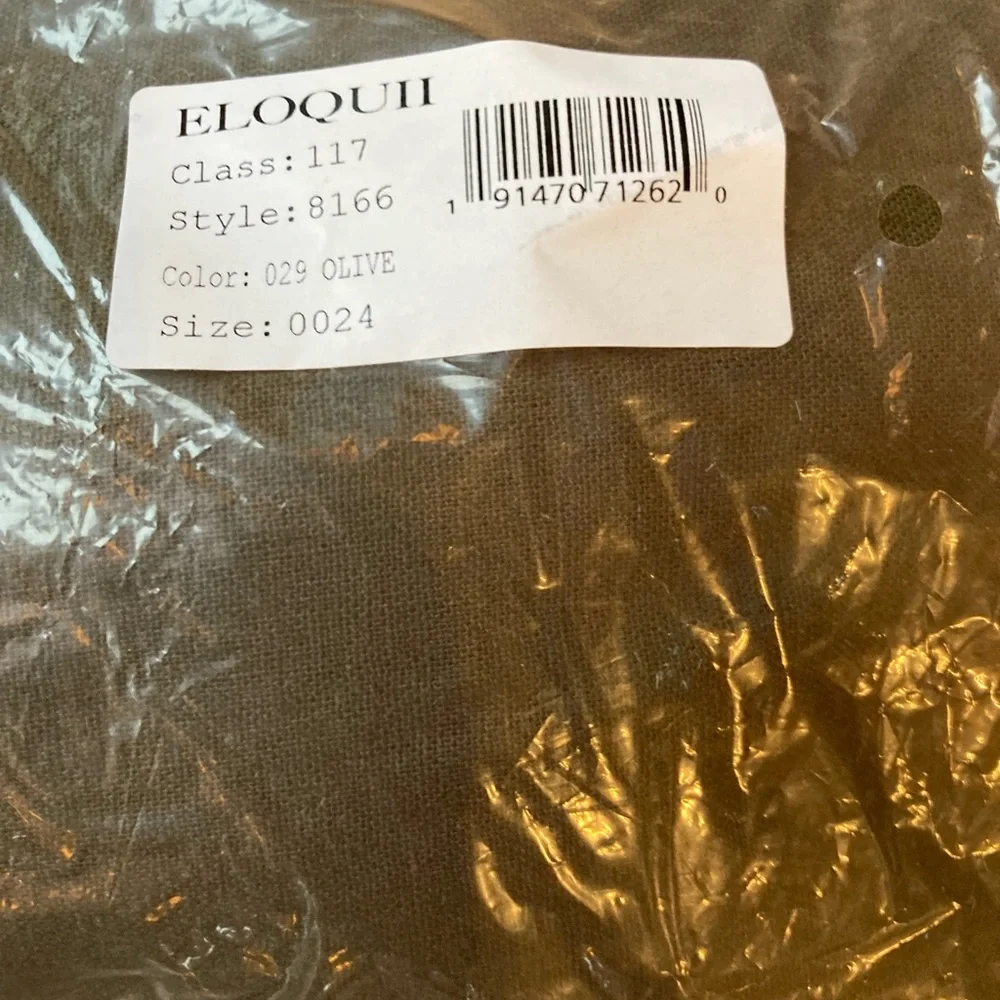 ELOQUII
Class: 117
Style: 8166
Color: 029 OLIVE
Size: 0024
1 91470 71262 0